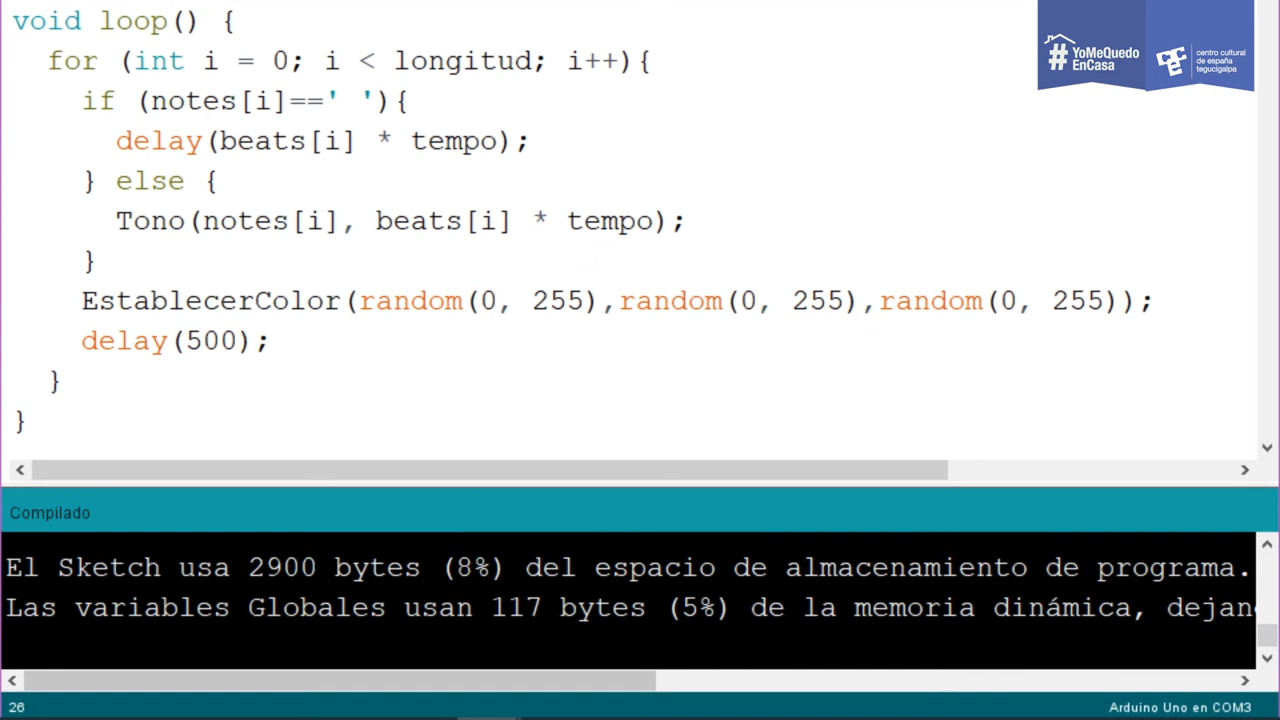 void loop() {
for (int i = 0; i < longitud; i++){
if (notes[i]==' '){
delay(beats[i] * tempo);
} else {
Tono(notes[i], beats[i] * tempo);
}
EstablecerColor(random(0, 255),random(0, 255),random(0, 255));
delay(500);
}
}
#YoMeQuedo
EnCasa
cce
centro cultural
de españa
tegucigalpa
Compilado
El Sketch usa 2900 bytes (8%) del espacio de almacenamiento de programa.
Las variables Globales usan 117 bytes (5%) de la memoria dinámica, dejan
26
Arduino Uno en COM3